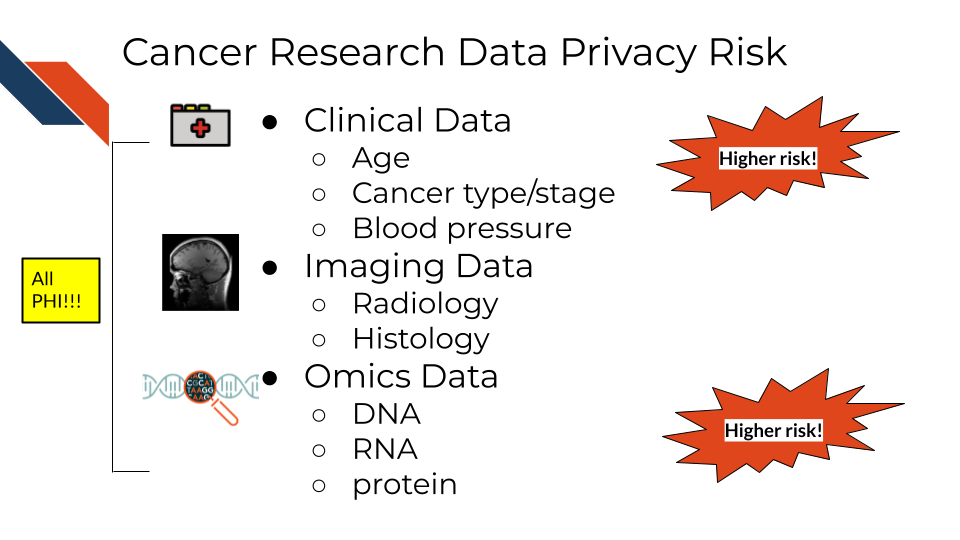 Cancer Research Data Privacy Risk
● Clinical Data
○ Age
○ Cancer type/stage
○ Blood pressure
● Imaging Data
○ Radiology
○ Histology
● Omics Data
○ DNA
○ RNA
○ protein
All
PHI!!!
Higher risk!
Higher risk!